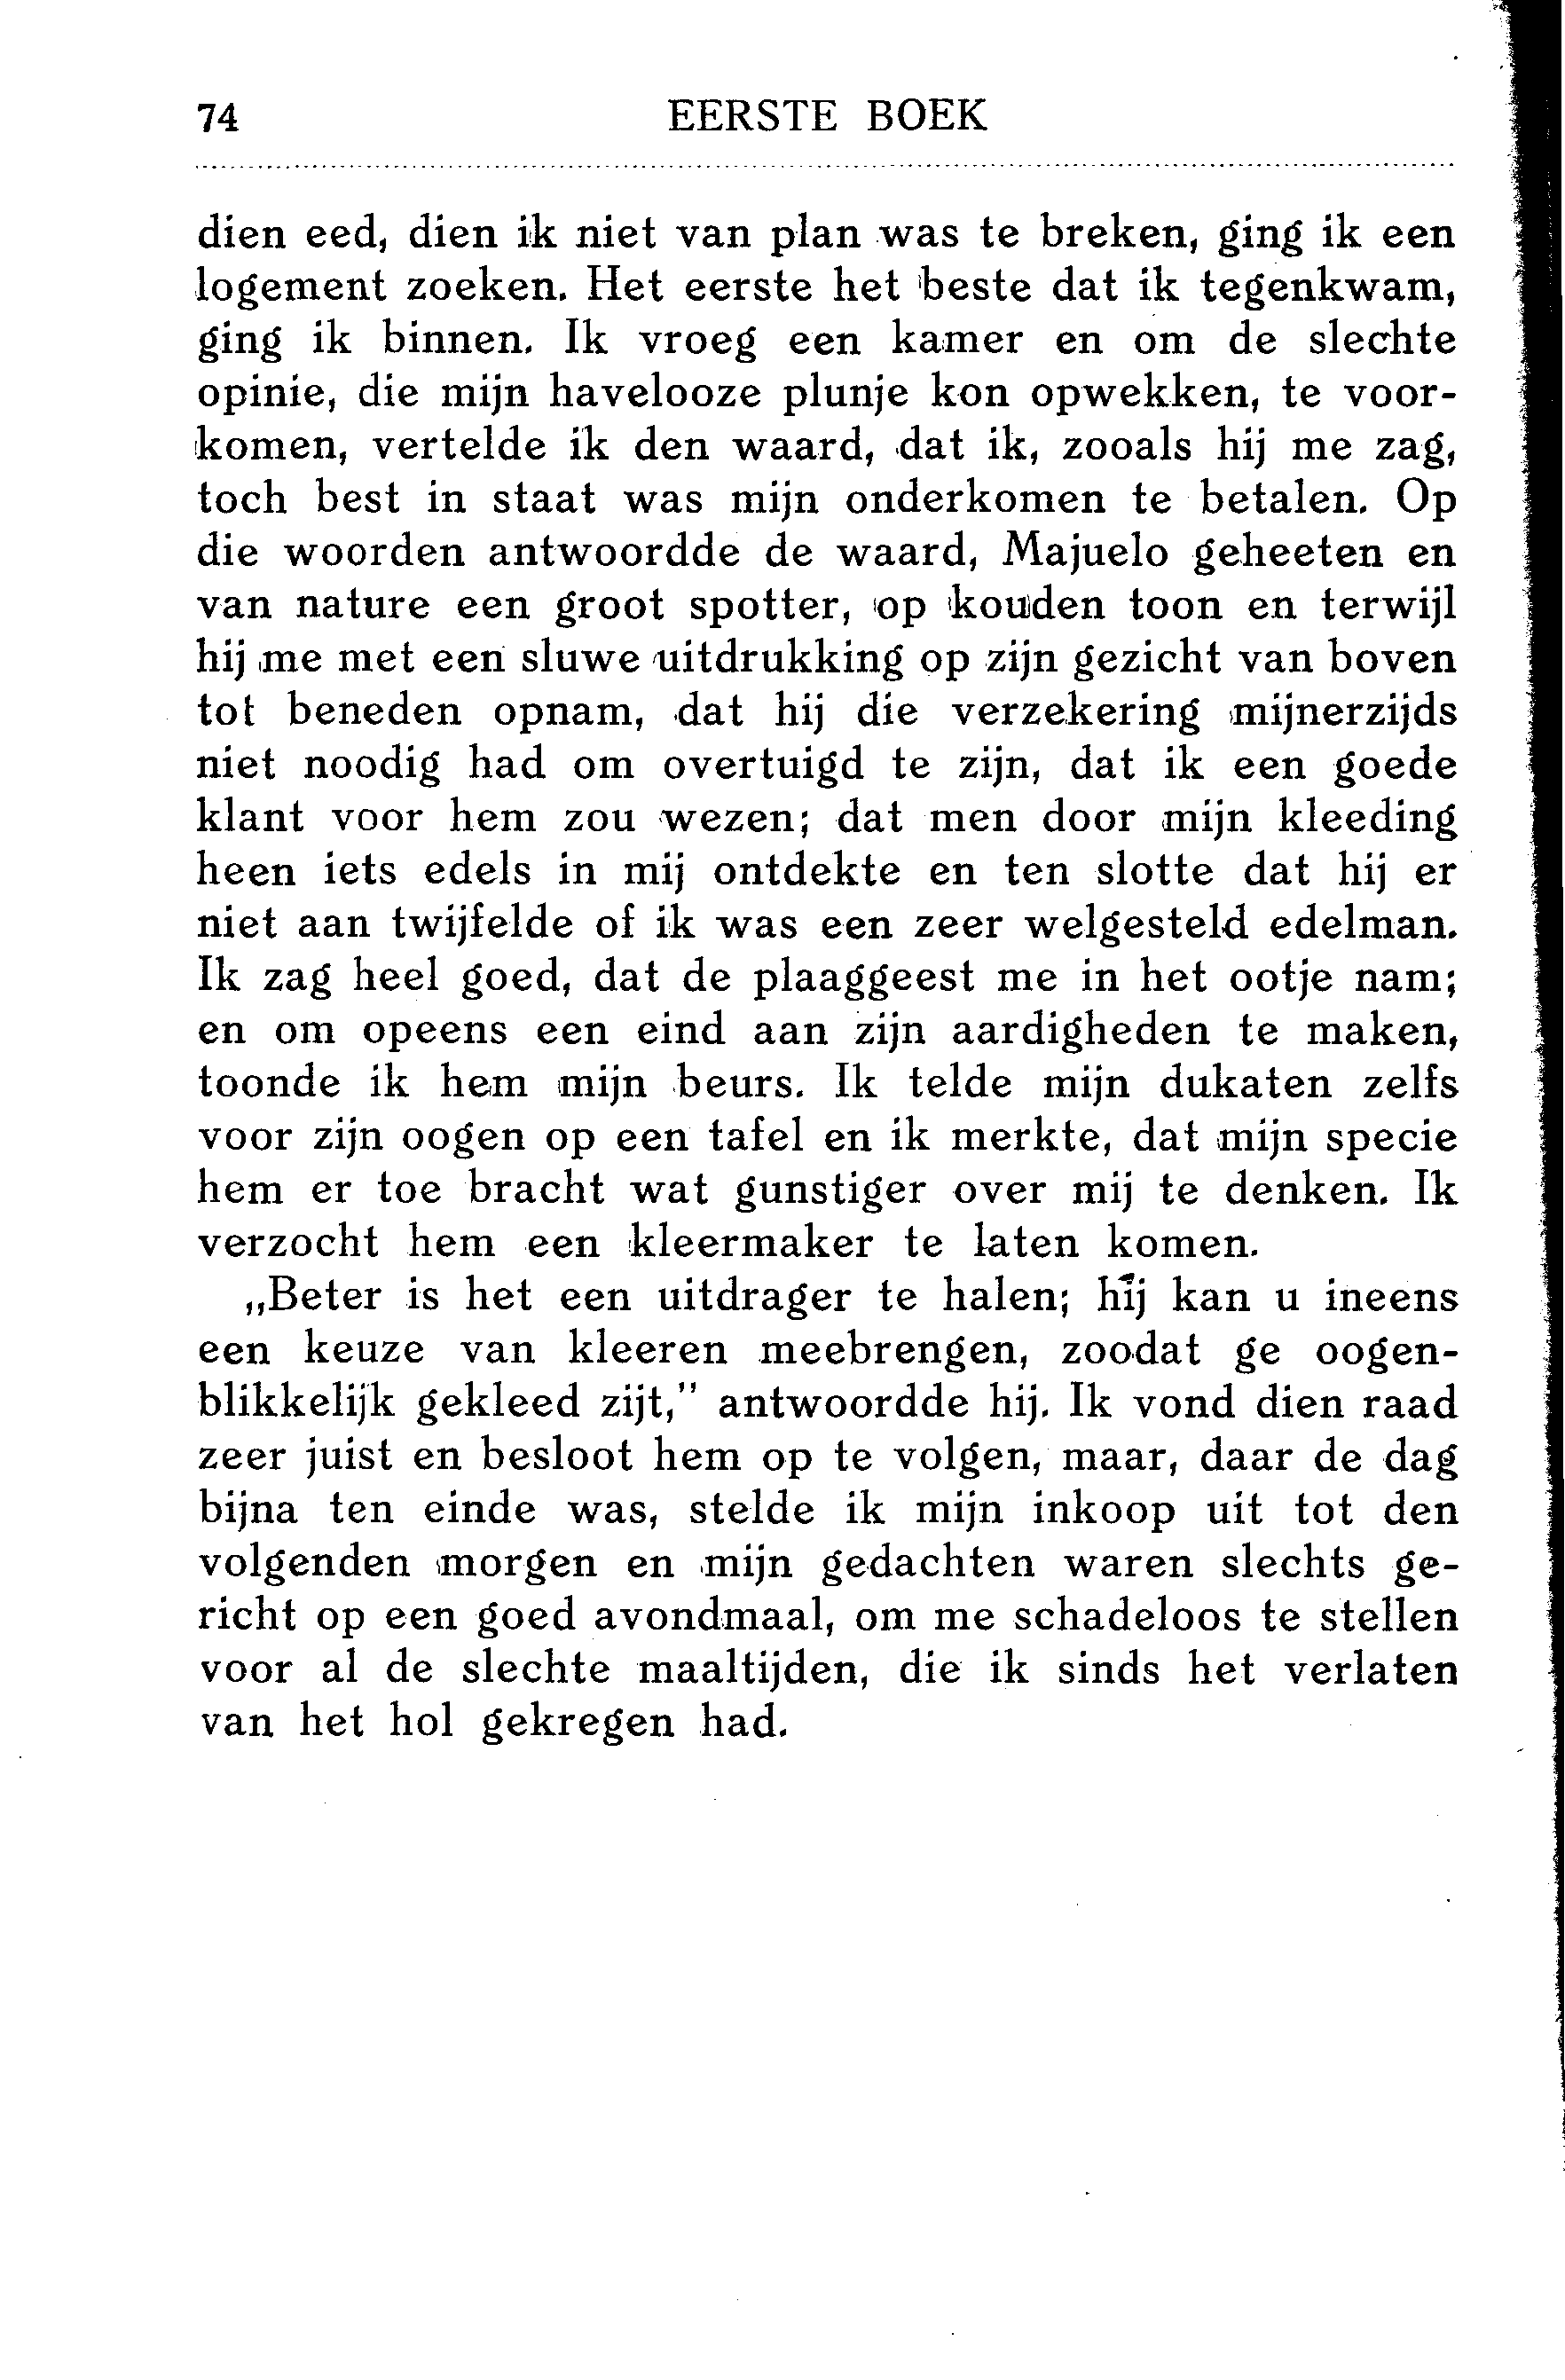 74 EERSTE BOEK
dien eed, dien ik niet van plan was te breken, ging ik een
logement zoeken. Het eerste het beste dat ik tegenkwam,
ging ik binnen. Ik vroeg een kamer en om de slechte
opinie, die mijn havelooze plunje kon opwekken, te voor-
komen, vertelde ik den waard, dat ik, zooals hij me zag,
toch best in staat was mijn onderkomen te betalen. Op
die woorden antwoordde de waard, Majuelo geheeten en
van nature een groot spotter, op kouden toon en terwijl
hij me met een sluwe uitdrukking op zijn gezicht van boven
tot beneden opnam, dat hij die verzekering mijnerzijds
niet noodig had om overtuigd te zijn, dat ik een goede
klant voor hem zou wezen; dat men door mijn kleeding
heen iets edels in mij ontdekte en ten slotte dat hij er
niet aan twijfelde of ik was een zeer welgesteld edelman.
Ik zag heel goed, dat de plaaggeest me in het ootje nam;
en om opeens een eind aan zijn aardigheden te maken,
toonde ik hem mijn beurs. Ik telde mijn dukaten zelfs
voor zijn oogen op een tafel en ik merkte, dat mijn specie
hem er toe bracht wat gunstiger over mij te denken. Ik
verzocht hem een kleermaker te laten komen.
„Beter is het een uitdrager te halen; hij kan u ineens
een keuze van kleeren meebrengen, zoodat ge oogen-
blikkelijk gekleed zijt,” antwoordde hij. Ik vond dien raad
zeer juist en besloot hem op te volgen, maar, daar de dag
bijna ten einde was, stelde ik mijn inkoop uit tot den
volgenden morgen en mijn gedachten waren slechts ge-
richt op een goed avondmaal, om me schadeloos te stellen
voor al de slechte maaltijden, die ik sinds het verlaten
van het hol gekregen had.